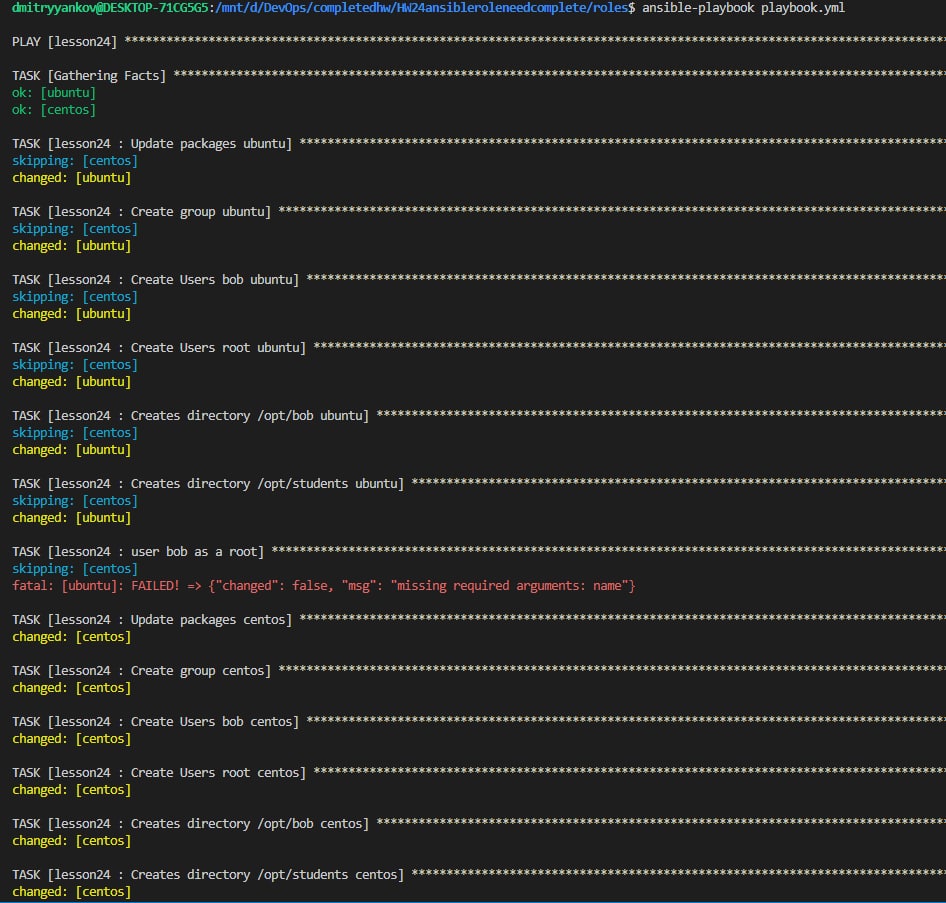 dmitryyankov@DESKTOP-71CG5G5:/mnt/d/DevOps/completedhw/HW24ansibleroleneedcomplete/roles$ ansible-playbook playbook.yml
PLAY [lesson24] ****************************************************************************************************************
TASK [Gathering Facts] *********************************************************************************************************
ok: [ubuntu]
ok: [centos]
TASK [lesson24 : Update packages ubuntu] ***************************************************************************************
skipping: [centos]
changed: [ubuntu]
TASK [lesson24 : Create group ubuntu] ******************************************************************************************
skipping: [centos]
changed: [ubuntu]
TASK [lesson24 : Create Users bob ubuntu] **************************************************************************************
skipping: [centos]
changed: [ubuntu]
TASK [lesson24 : Create Users root ubuntu] *************************************************************************************
skipping: [centos]
changed: [ubuntu]
TASK [lesson24 : Creates directory /opt/bob ubuntu] ****************************************************************************
skipping: [centos]
changed: [ubuntu]
TASK [lesson24 : Creates directory /opt/students ubuntu] ***********************************************************************
skipping: [centos]
changed: [ubuntu]
TASK [lesson24 : user bob as a root] *******************************************************************************************
skipping: [centos]
fatal: [ubuntu]: FAILED! => {"changed": false, "msg": "missing required arguments: name"}
TASK [lesson24 : Update packages centos] ***************************************************************************************
changed: [centos]
TASK [lesson24 : Create group centos] ******************************************************************************************
changed: [centos]
TASK [lesson24 : Create Users bob centos] **************************************************************************************
changed: [centos]
TASK [lesson24 : Create Users root centos] *************************************************************************************
changed: [centos]
TASK [lesson24 : Creates directory /opt/bob centos] ****************************************************************************
changed: [centos]
TASK [lesson24 : Creates directory /opt/students centos] ***********************************************************************
changed: [centos]